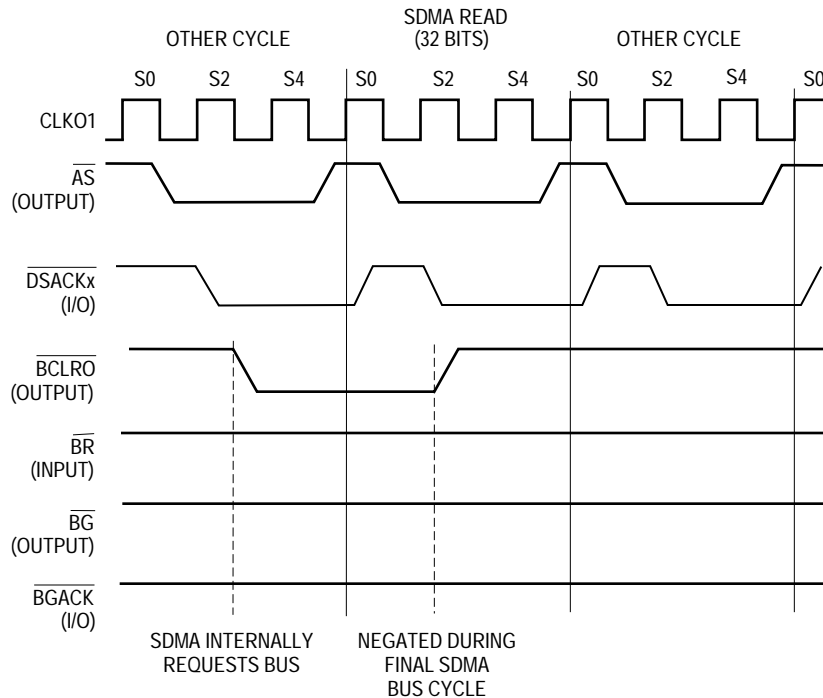 SDMA READ
OTHER CYCLE (32 BITS) OTHER CYCLE
S0 S2 S4 S0 S2 S4 S0 S2 S4 S0
CLKO1
AS
(OUTPUT)
DSACKx
(I/O)
BCLRO
(OUTPUT)
BR
(INPUT)
BG
(OUTPUT)
BGACK
(I/O)
SDMA INTERNALLY
REQUESTS BUS
NEGATED DURING
FINAL SDMA
BUS CYCLE